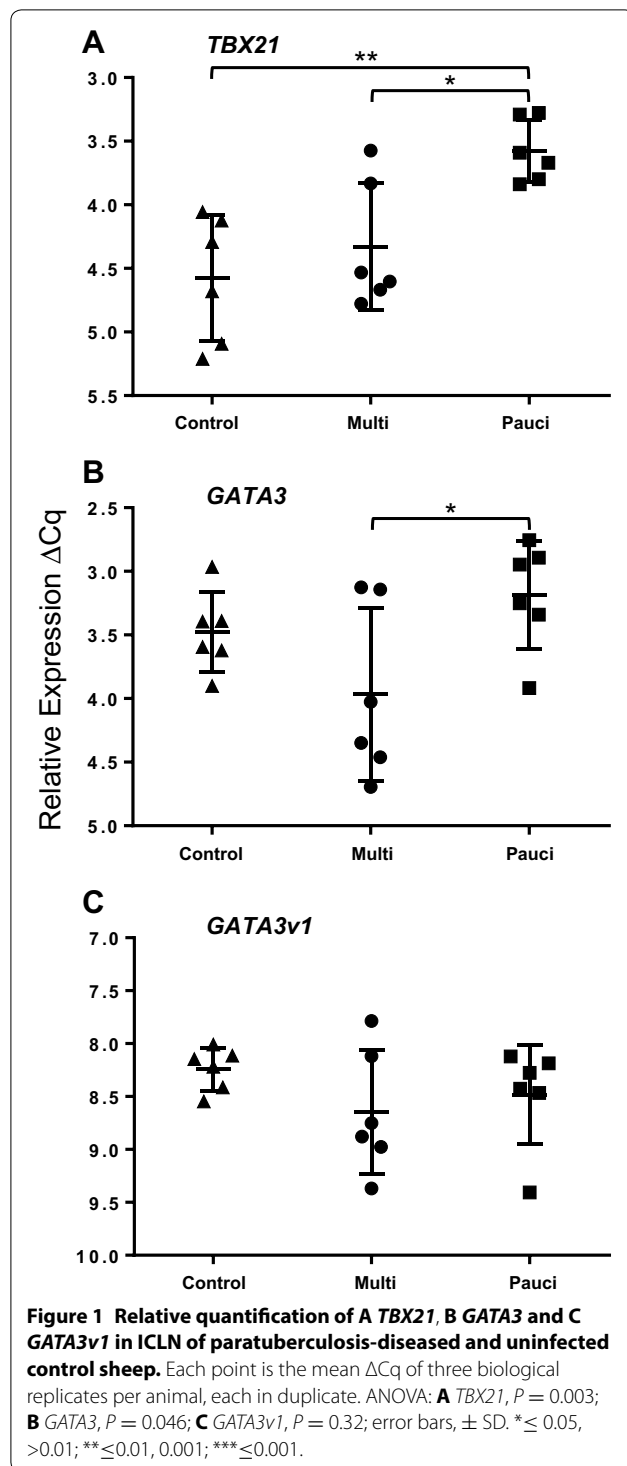 A
TBX21
**
*
3.0
3.5
4.0
4.5
5.0
5.5
Control Multi Pauci
B
GATA3
*
2.5
3.0
3.5
4.0
4.5
5.0
Relative Expression ΔCq
Control Multi Pauci
C
GATA3v1
7.0
7.5
8.0
8.5
9.0
9.5
10.0
Control Multi Pauci
Figure 1 Relative quantification of A TBX21, B GATA3 and C
GATA3v1 in ICLN of paratuberculosis-diseased and uninfected
control sheep. Each point is the mean ΔCq of three biological
replicates per animal, each in duplicate. ANOVA: A TBX21, P = 0.003;
B GATA3, P = 0.046; C GATA3v1, P = 0.32; error bars, ± SD. *≤ 0.05,
>0.01; **≤0.01, 0.001; ***≤0.001.